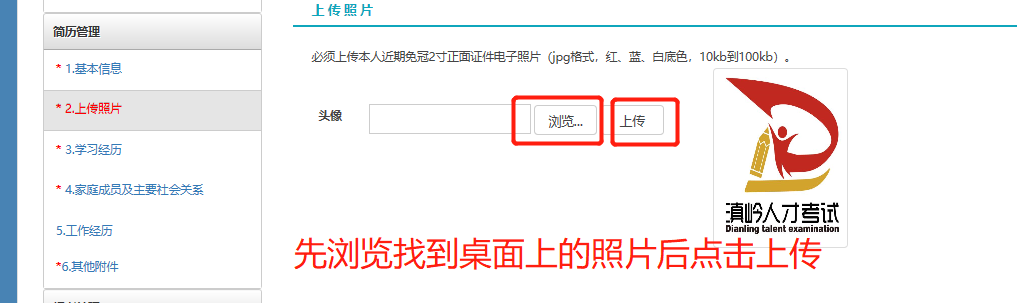 简历管理
* 1.基本信息
* 2.上传照片
* 3.学习经历
* 4.家庭成员及主要社会关系
5.工作经历
*6.其他附件
上传照片
必须上传本人近期免冠2寸正面证件电子照片（jpg格式，红、蓝、白底色，10kb到100kb）。
头像
浏览...
上传
滇岭人才考试
Dianling talent examination
先浏览找到桌面上的照片后点击上传